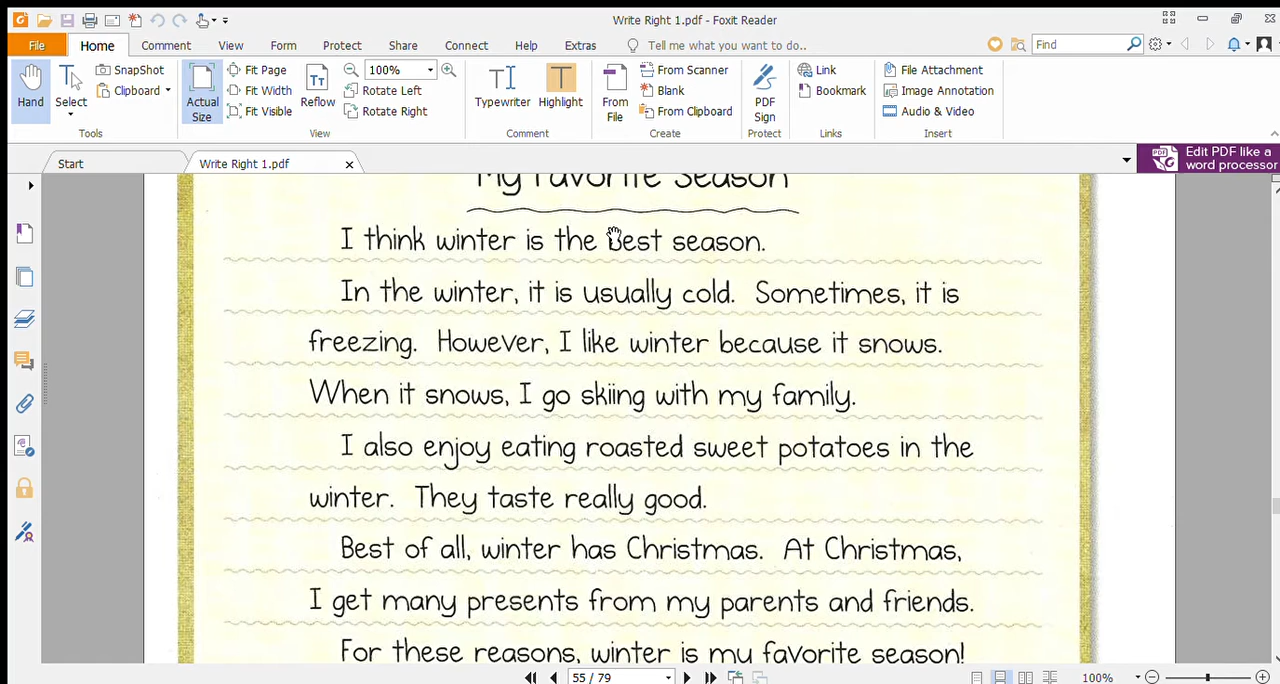 Write Right 1.pdf - Foxit Reader
File Home Comment View Form Protect Share Connect Help Extras Tell me what you want to do.. Find
Hand
Select
SnapShot
Clipboard
Tools
Actual Size
Fit Page
Fit Width
Fit Visible
Reflow
100%
Rotate Left
Rotate Right
View
Typewriter
Highlight
Comment
From File
From Scanner
Blank
From Clipboard
Create
PDF Sign
Protect
Link
Bookmark
Links
File Attachment
Image Annotation
Audio & Video
Insert
Start
Write Right 1.pdf
Edit PDF like a
word processor
My Favorite Season
I think winter is the Best season.
In the winter, it is usually cold. Sometimes, it is
freezing. However, I like winter because it snows.
When it snows, I go skiing with my family.
I also enjoy eating roasted sweet potatoes in the
winter. They taste really good.
Best of all, winter has Christmas. At Christmas,
I get many presents from my parents and friends.
For these reasons, winter is my favorite season!
55 / 79
100%